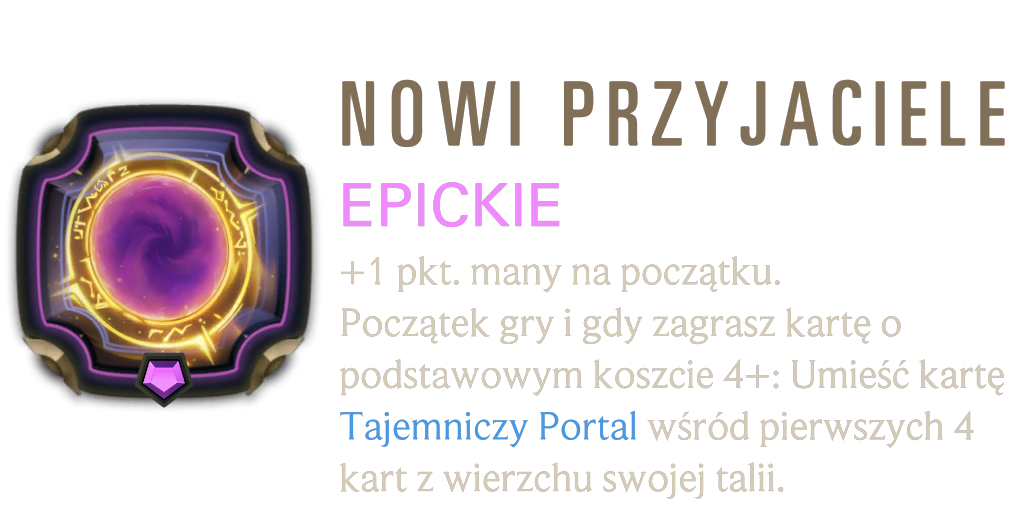 NOWI PRZYJACIELE
EPICKIE
+1 pkt. many na początku.
Początek gry i gdy zagrasz kartę o
podstawowym koszcie 4+: Umieść kartę
Tajemniczy Portal wśród pierwszych 4
kart z wierzchu swojej talii.